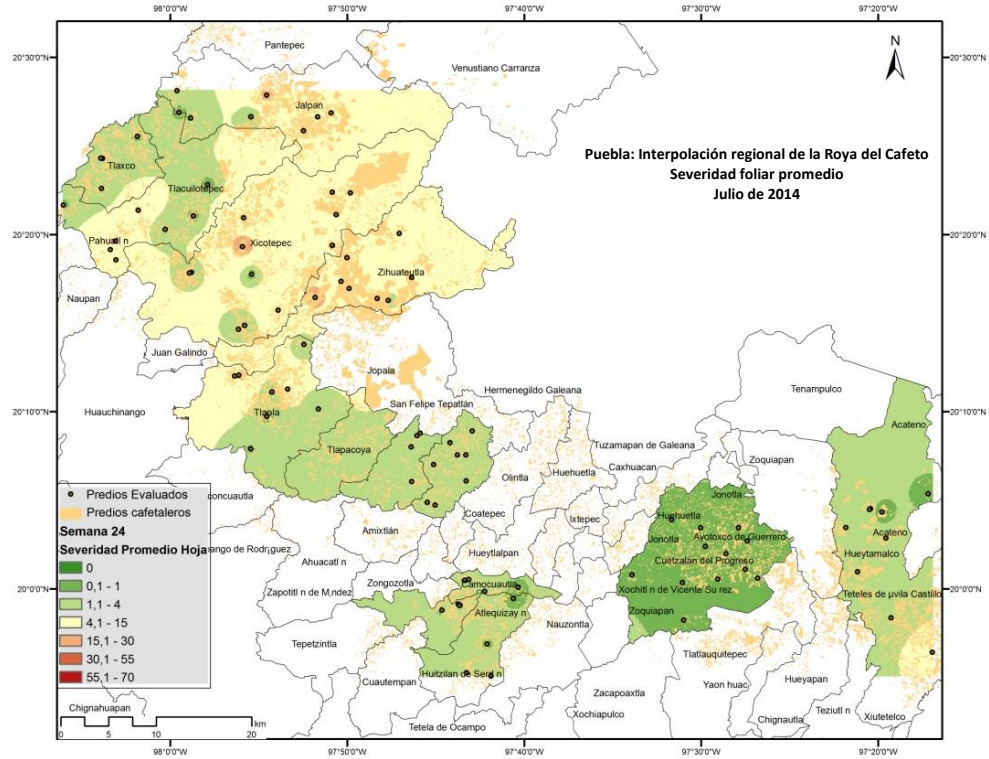 98°0'0"W
97°50'0"W
97°40'0"W
97°30'0"W
97°20'0"W
Pantepec
N
20°30'0"N
20°30'0"N
Venustiano Carranza
Jalpan
Puebla: Interpolación regional de la Roya del Cafeto
Severidad foliar promedio
Julio de 2014
Tlaxco
Tlacuilotepec
20°20'0"N
20°20'0"N
Pahuatl n
Xicotepec
Zihuateutla
Naupan
Juan Galindo
Jopala
Tenampulco
Hermenegildo Galeana
San Felipe Tepatlán
Huauchinango
20°10'0"N
20°10'0"N
Tlaola
Acateno
Tlapacoya
Tuzamapan de Galeana
Zoquiapan
Caxhuacan
Huehuetla
Olintla
Jonotla
oncuautla
Coatepec
Ixtepec
Huehuetla
Amixtlán
Ayotoxco de Guerrero
Jonotla
Acateno
Hueytlalpan
Hueytamalco
ango de Rodr¡guez
Cuetzalan del Progreso
Ahuacatl n
Zongozotla
Camocuautla
20°0'0"N
20°0'0"N
Zapotitl n de M‚ndez
Xochitl n de Vicente Su rez
Teteles de µvila Castillo
Atlequizay n
Zoquiapan
Nauzontla
Tepetzintla
Tlatlauquitepec
Huitzilan de Serd n
Cuautempan
Yaon huac
Hueyapan
Zacapoaxtla
Xochiapulco
Teziutl n
Chignautla
Xiutetelco
Tetela de Ocampo
Chignahuapan
Predios Evaluados
Predios cafetaleros
Semana 24
Severidad Promedio Hoja
0
0,1 - 1
1,1 - 4
4,1 - 15
15,1 - 30
30,1 - 55
55,1 - 70
km
0 5 10 20
98°0'0"W
97°50'0"W
97°40'0"W
97°30'0"W
97°20'0"W